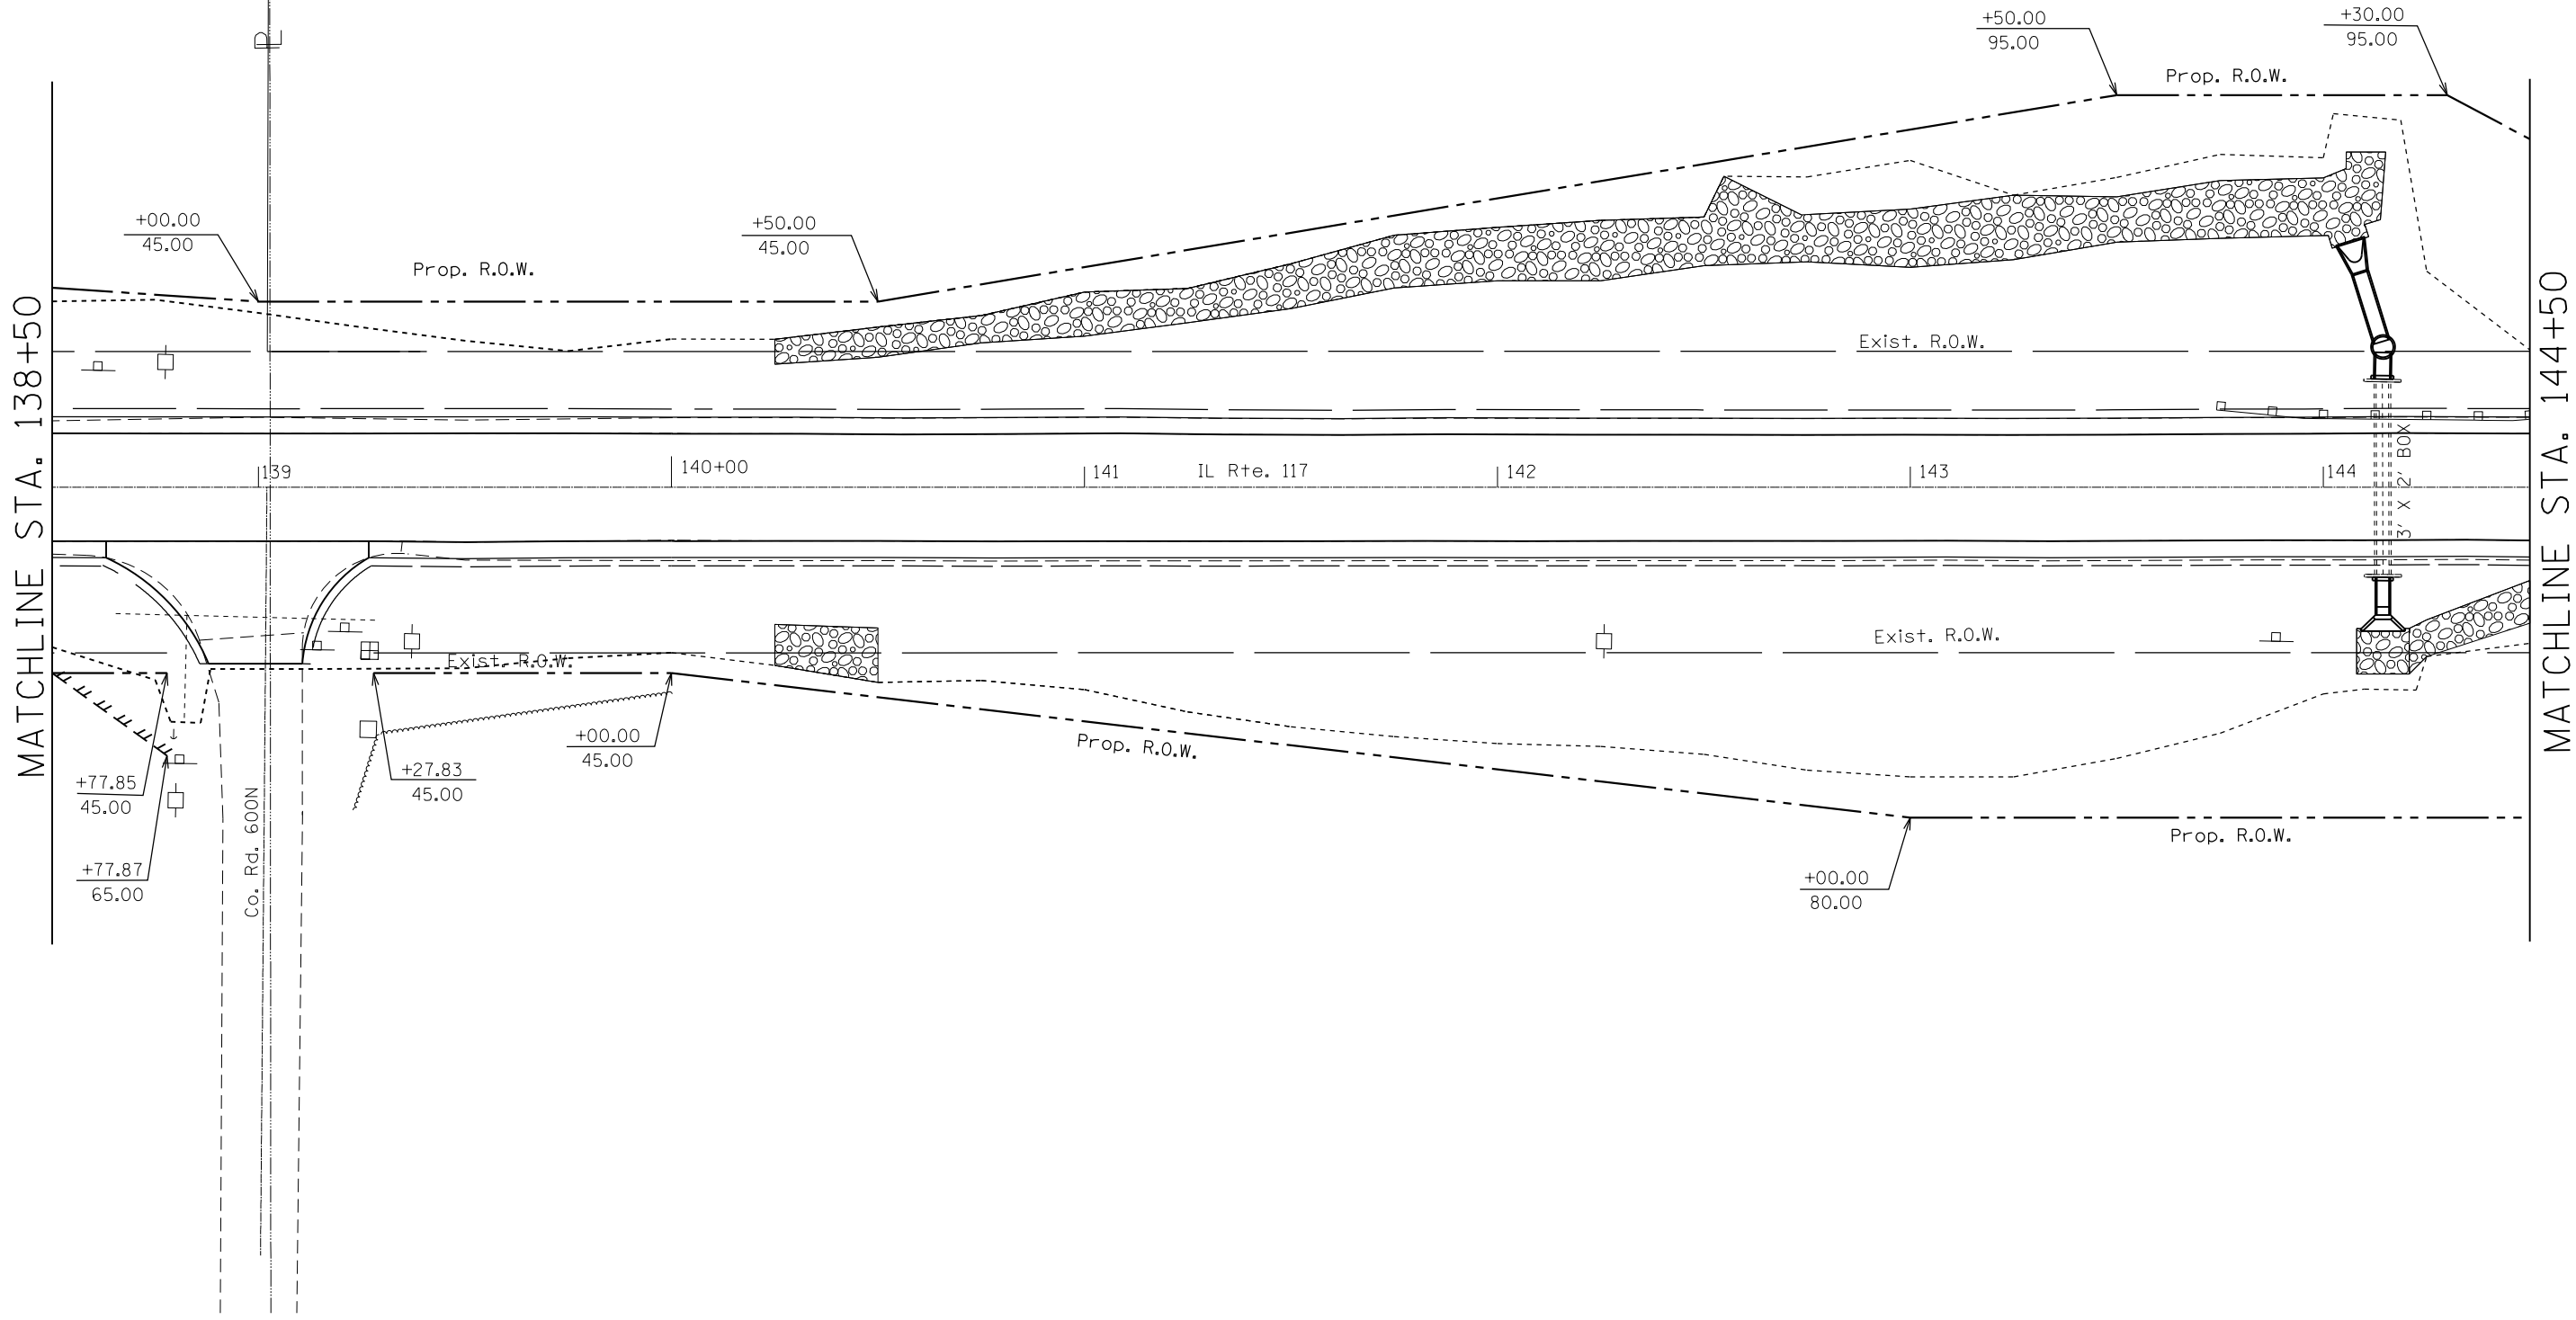 +50.00
95.00
+30.00
95.00
Prop. R.O.W.
PL
+00.00
45.00
+50.00
45.00
Prop. R.O.W.
MATCHLINE STA. 138+50
MATCHLINE STA. 144+50
Exist. R.O.W.
3' X 2' BOX
139
140+00
141
IL Rte. 117
142
143
144
Exist. R.O.W.
Exist. R.O.W.
+00.00
45.00
Prop. R.O.W.
+27.83
45.00
+77.85
45.00
Co. Rd. 600N
+77.87
65.00
+00.00
80.00
Prop. R.O.W.